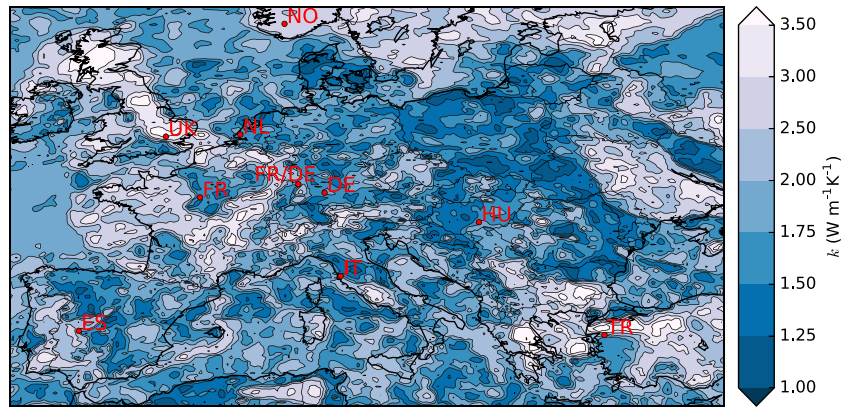 NO
UK
NL
FR/DE
FR
DE
HU
IT
ES
TR
3.50
3.00
2.50
2.00
1.75
1.50
1.25
1.00
k (W m⁻¹K⁻¹)